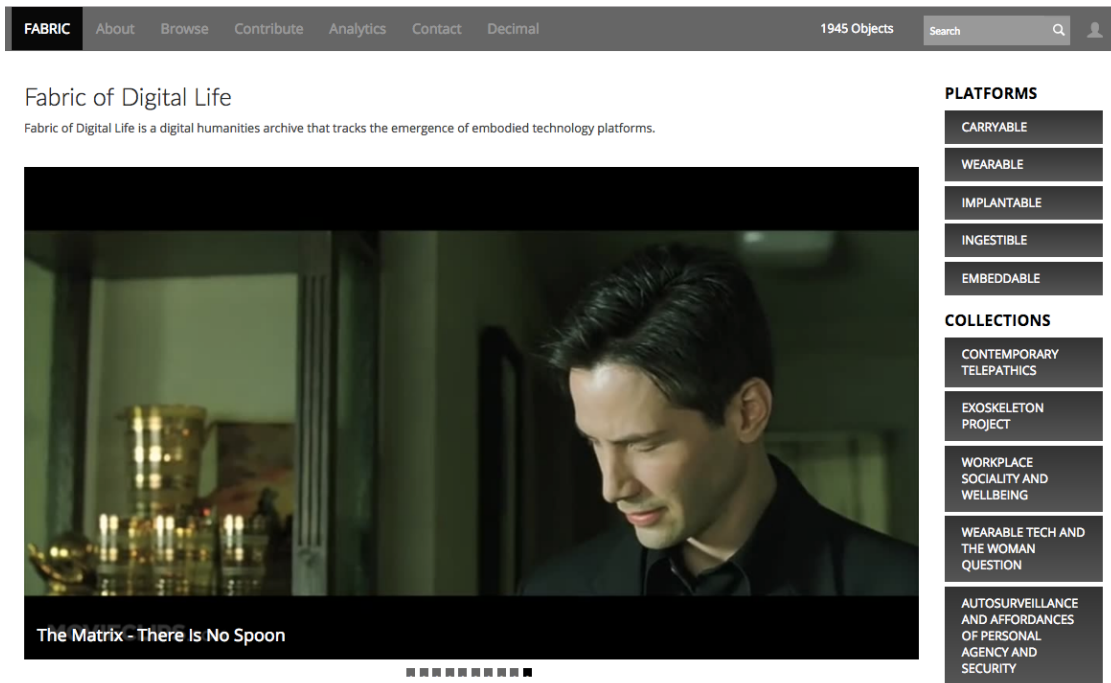 FABRIC About Browse Contribute Analytics Contact Decimal 1945 Objects Search
Fabric of Digital Life
Fabric of Digital Life is a digital humanities archive that tracks the emergence of embodied technology platforms.
The Matrix - There Is No Spoon
PLATFORMS
CARRYABLE
WEARABLE
IMPLANTABLE
INGESTIBLE
EMBEDDABLE
COLLECTIONS
CONTEMPORARY
TELEPATHICS
EXOSKELETON
PROJECT
WORKPLACE
SOCIALITY AND
WELLBEING
WEARABLE TECH AND
THE WOMAN
QUESTION
AUTOSURVEILLANCE
AND AFFORDANCES
OF PERSONAL
AGENCY AND
SECURITY